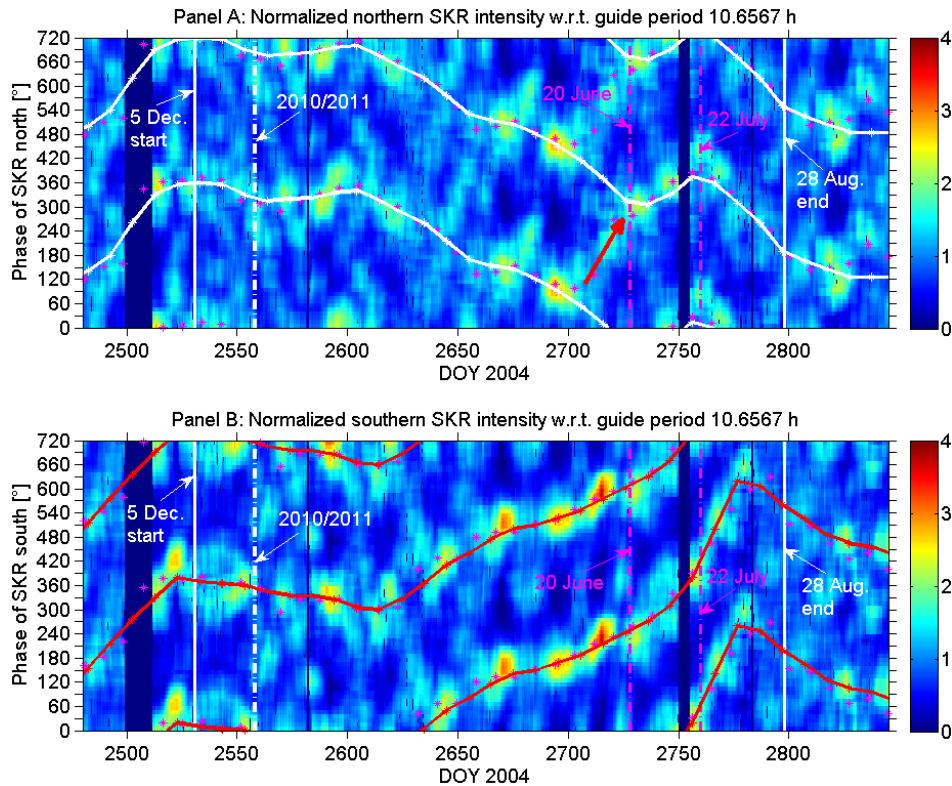 Panel A: Normalized northern SKR intensity w.r.t. guide period 10.6567 h
Phase of SKR north [°]
720
660
600
540
480
420
360
300
240
180
120
60
0
5 Dec.
start
2010/2011
20 June
22 July
28 Aug.
end
4
3
2
1
0
2500
2550
2600
2650
2700
2750
2800
DOY 2004
Panel B: Normalized southern SKR intensity w.r.t. guide period 10.6567 h
Phase of SKR south [°]
720
660
600
540
480
420
360
300
240
180
120
60
0
5 Dec.
start
2010/2011
20 June
22 July
28 Aug.
end
4
3
2
1
0
2500
2550
2600
2650
2700
2750
2800
DOY 2004